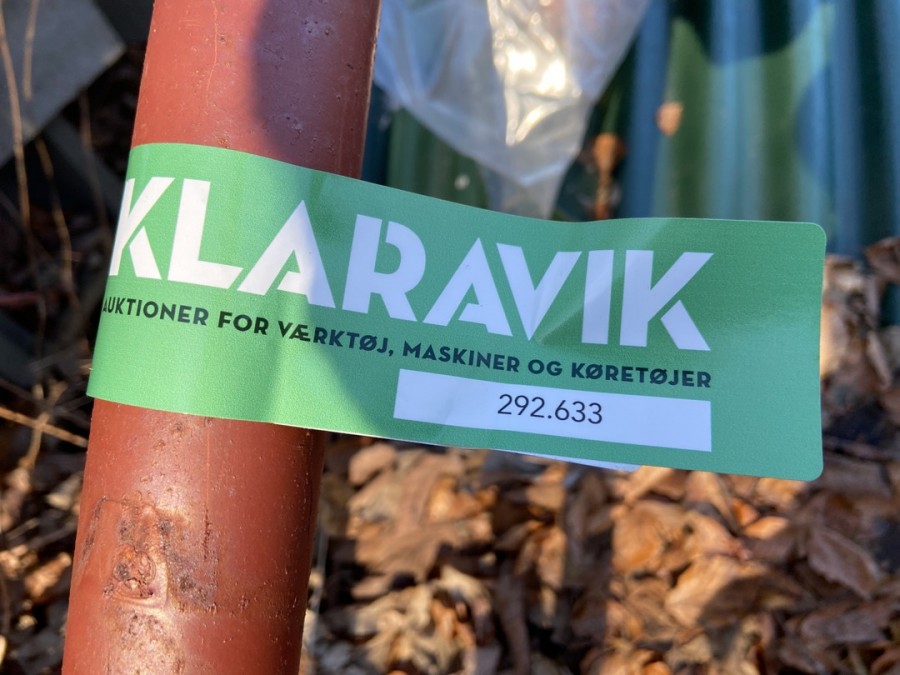 KLARAVIK
AUKTIONER FOR VÆRKTØJ, MASKINER OG KØRETØJER
292.633